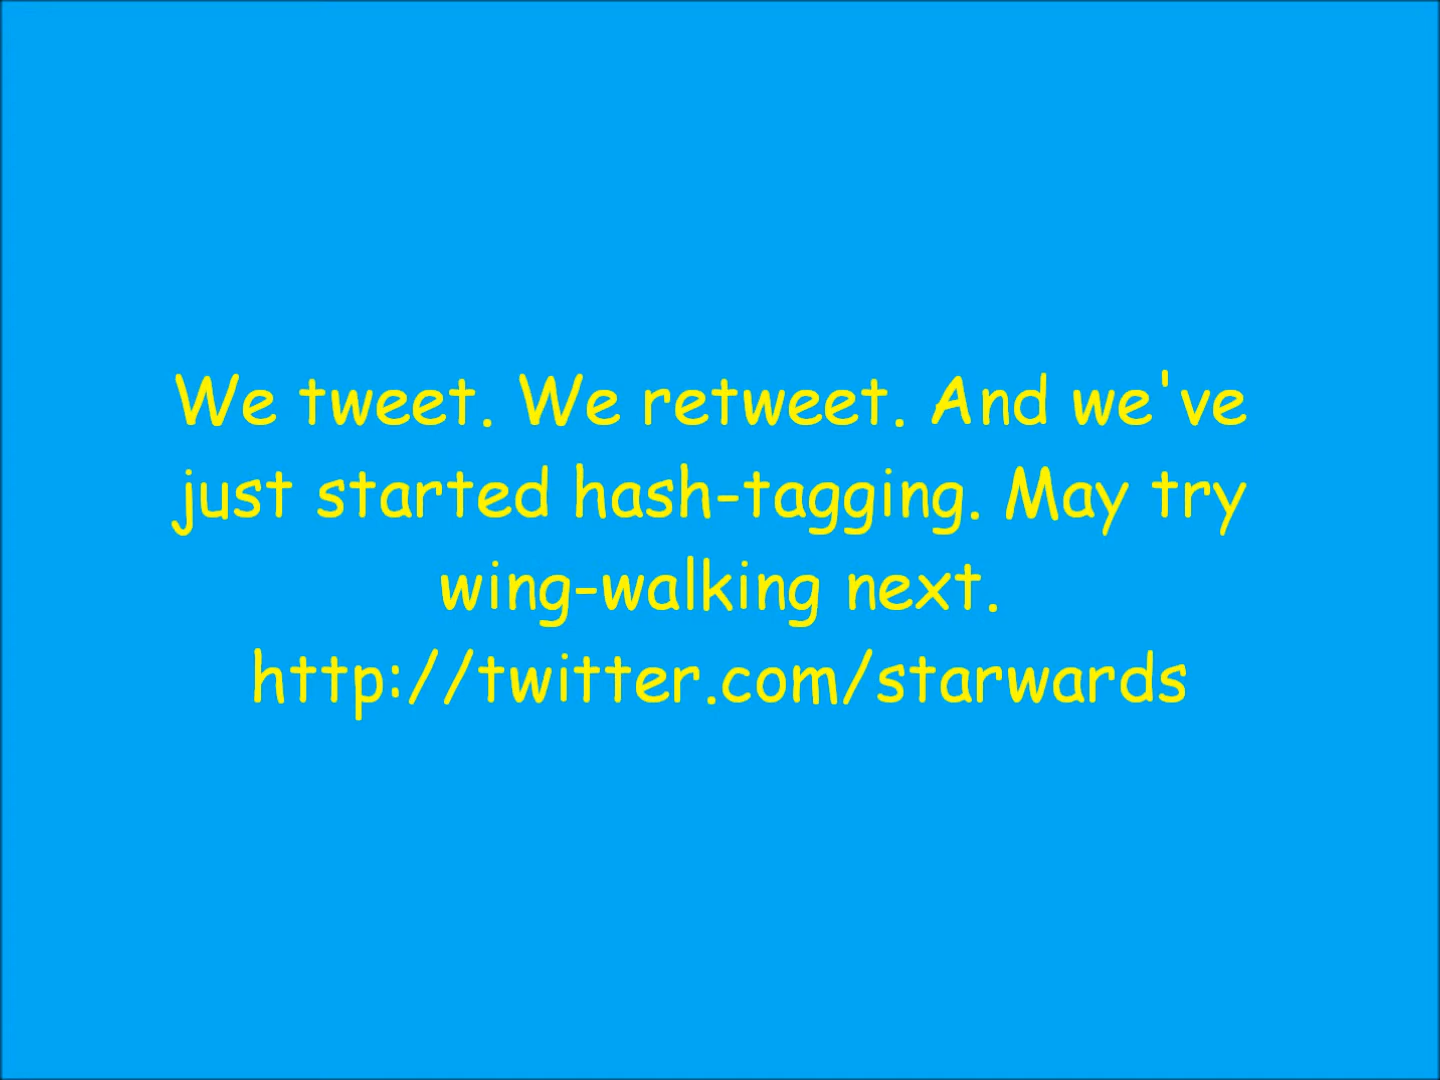 We tweet. We retweet. And we've
just started hash-tagging. May try
wing-walking next.
http://twitter.com/starwards